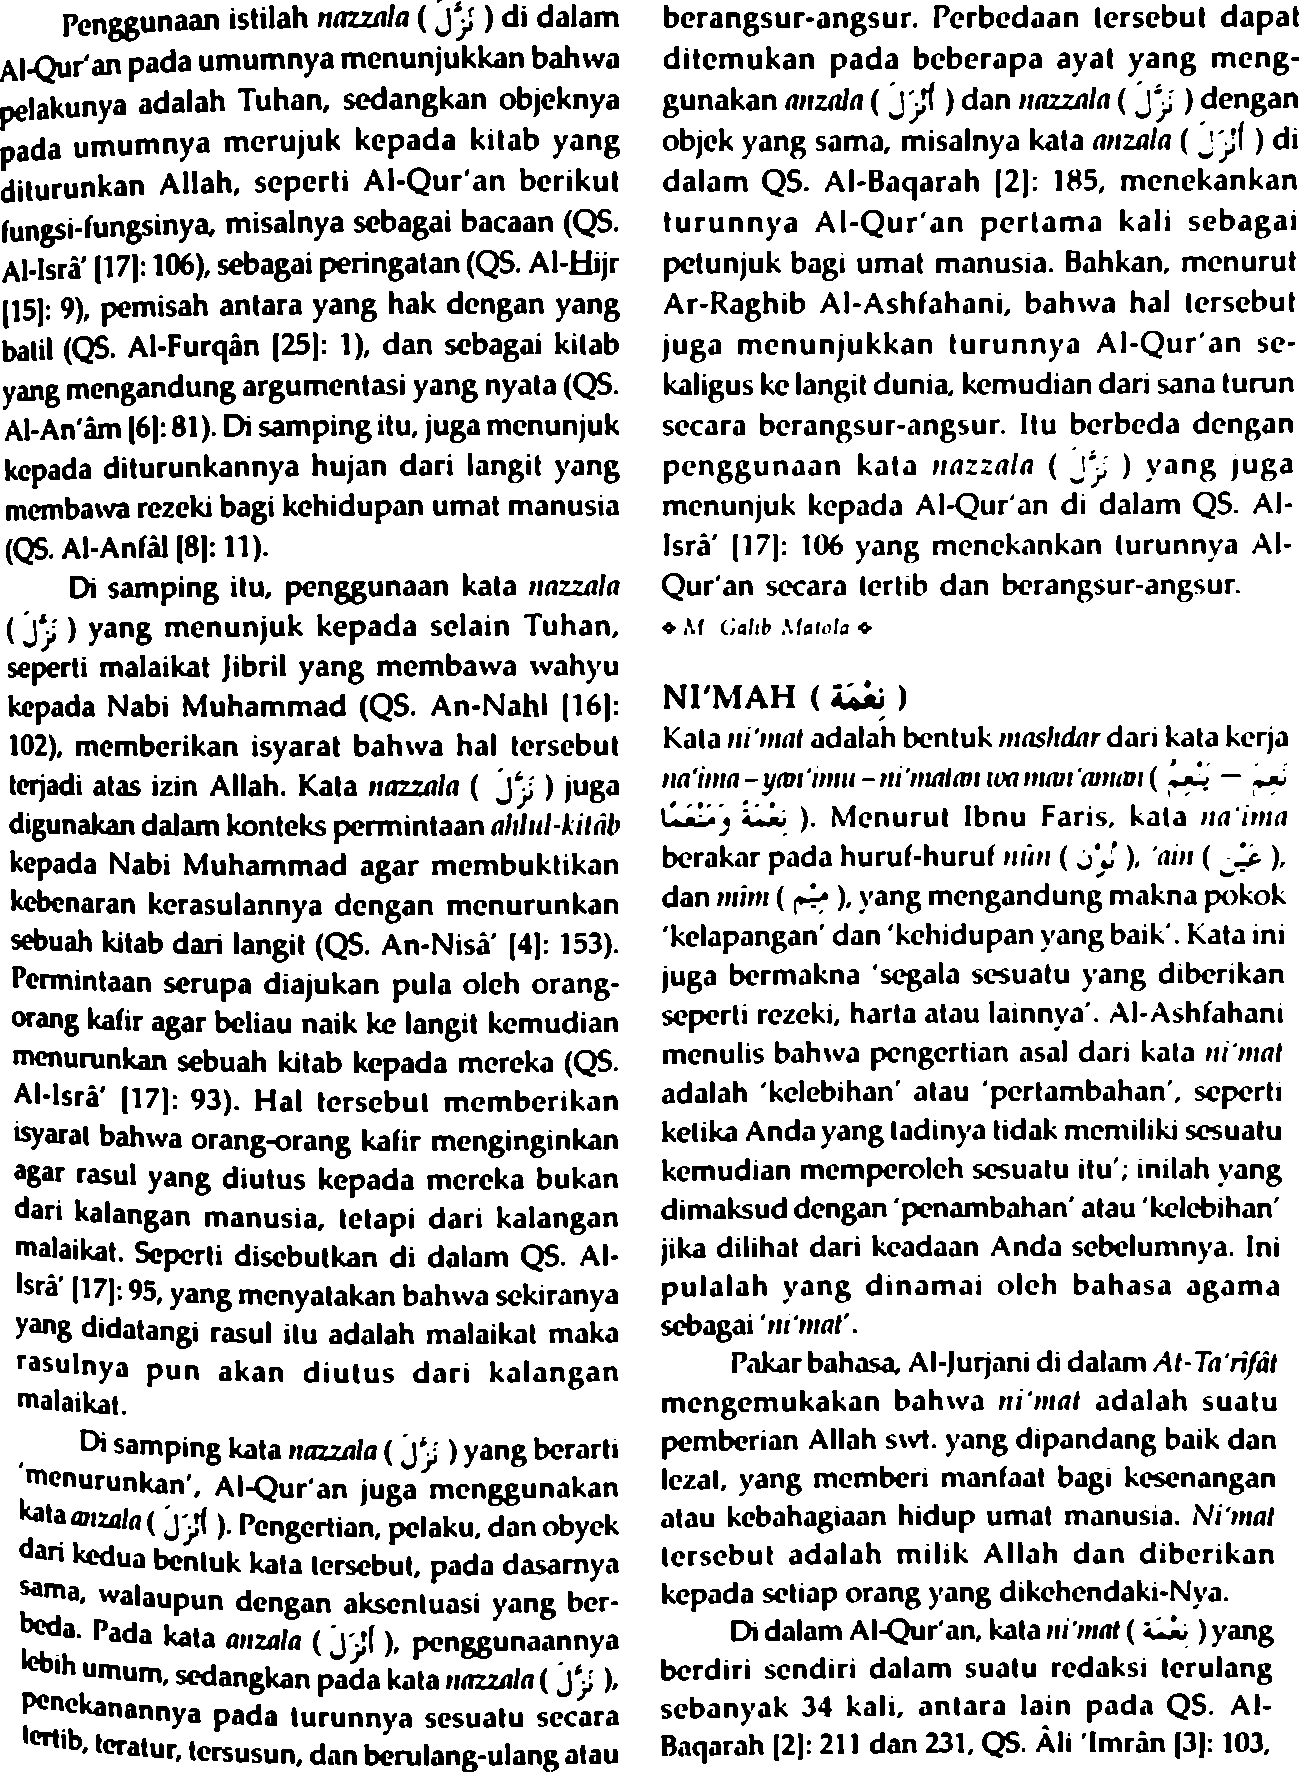 Penggunaan istilah nazzala ( نَزَّلَ ) di dalam
Al-Qur'an pada umumnya menunjukkan bahwa
pelakunya adalah Tuhan, sedangkan objeknya
pada umumnya merujuk kepada kitab yang
diturunkan Allah, seperti Al-Qur'an berikut
fungsi-fungsinya, misalnya sebagai bacaan (QS.
Al-Isrâ' [17]: 106), sebagai peringatan (QS. Al-Hijr
[15]: 9), pemisah antara yang hak dengan yang
batil (QS. Al-Furqân [25]: 1), dan sebagai kitab
yang mengandung argumentasi yang nyata (QS.
Al-An'âm [6]: 81). Di samping itu, juga menunjuk
kepada diturunkannya hujan dari langit yang
membawa rezeki bagi kehidupan umat manusia
(QS. Al-Anfâl [8]: 11).
Di samping itu, penggunaan kata nazzala
( نَزَّلَ ) yang menunjuk kepada selain Tuhan,
seperti malaikat Jibril yang membawa wahyu
kepada Nabi Muhammad (QS. An-Nahl [16]:
102), memberikan isyarat bahwa hal tersebut
terjadi atas izin Allah. Kata nazzala ( نَزَّلَ ) juga
digunakan dalam konteks permintaan ahlul-kitâb
kepada Nabi Muhammad agar membuktikan
kebenaran kerasulannya dengan menurunkan
sebuah kitab dari langit (QS. An-Nisâ' [4]: 153).
Permintaan serupa diajukan pula oleh orang-
orang kafir agar beliau naik ke langit kemudian
menurunkan sebuah kitab kepada mereka (QS.
Al-Isrâ' [17]: 93). Hal tersebut memberikan
isyarat bahwa orang-orang kafir menginginkan
agar rasul yang diutus kepada mereka bukan
dari kalangan manusia, tetapi dari kalangan
malaikat. Seperti disebutkan di dalam QS. Al-
Isrâ' [17]: 95, yang menyatakan bahwa sekiranya
yang didatangi rasul itu adalah malaikat maka
rasulnya pun akan diutus dari kalangan
malaikat.
Di samping kata nazzala ( نَزَّلَ ) yang berarti
'menurunkan', Al-Qur'an juga menggunakan
kata anzala ( أَنْزَلَ ). Pengertian, pelaku, dan obyek
dari kedua bentuk kata tersebut, pada dasarnya
sama, walaupun dengan aksentuasi yang ber-
beda. Pada kata anzala ( أَنْزَلَ ), penggunaannya
lebih umum, sedangkan pada kata nazzala ( نَزَّلَ ),
penekanannya pada turunnya sesuatu secara
tertib, teratur, tersusun, dan berulang-ulang atau
berangsur-angsur. Perbedaan tersebut dapat
ditemukan pada beberapa ayat yang meng-
gunakan anzala ( أَنْزَلَ ) dan nazzala ( نَزَّلَ ) dengan
objek yang sama, misalnya kata anzala ( أَنْزَلَ ) di
dalam QS. Al-Baqarah [2]: 185, menekankan
turunnya Al-Qur'an pertama kali sebagai
petunjuk bagi umat manusia. Bahkan, menurut
Ar-Raghib Al-Ashfahani, bahwa hal tersebut
juga menunjukkan turunnya Al-Qur'an se-
kaligus ke langit dunia, kemudian dari sana turun
secara berangsur-angsur. Itu berbeda dengan
penggunaan kata nazzala ( نَزَّلَ ) yang juga
menunjuk kepada Al-Qur'an di dalam QS. Al-
Isrâ' [17]: 106 yang menekankan turunnya Al-
Qur'an secara tertib dan berangsur-angsur.
❖ M Galib Matola ❖
NI'MAH ( نِعْمَة )
Kata ni'mat adalah bentuk mashdar dari kata kerja
na'ima – yan'imu – ni'matan wa man'aman ( نَعِمَ – يَنْعِمُ
نِعْمَةً وَمَنْعَمًا ). Menurut Ibnu Faris, kata na'ima
berakar pada huruf-huruf nûn ( نُوْن ), 'ain ( عَيْن ),
dan mim ( مِيْم ), yang mengandung makna pokok
'kelapangan' dan 'kehidupan yang baik'. Kata ini
juga bermakna 'segala sesuatu yang diberikan
seperti rezeki, harta atau lainnya'. Al-Ashfahani
menulis bahwa pengertian asal dari kata ni'mat
adalah 'kelebihan' atau 'pertambahan', seperti
ketika Anda yang tadinya tidak memiliki sesuatu
kemudian memperoleh sesuatu itu'; inilah yang
dimaksud dengan 'penambahan' atau 'kelebihan'
jika dilihat dari keadaan Anda sebelumnya. Ini
pulalah yang dinamai oleh bahasa agama
sebagai 'ni'mat'.
Pakar bahasa, Al-Jurjani di dalam At-Ta'rîfât
mengemukakan bahwa ni'mat adalah suatu
pemberian Allah swt. yang dipandang baik dan
lezat, yang memberi manfaat bagi kesenangan
atau kebahagiaan hidup umat manusia. Ni'mat
tersebut adalah milik Allah dan diberikan
kepada setiap orang yang dikehendaki-Nya.
Di dalam Al-Qur'an, kata ni'mat ( نِعْمَة ) yang
berdiri sendiri dalam suatu redaksi terulang
sebanyak 34 kali, antara lain pada QS. Al-
Baqarah [2]: 211 dan 231, QS. Âli 'Imrân [3]: 103,